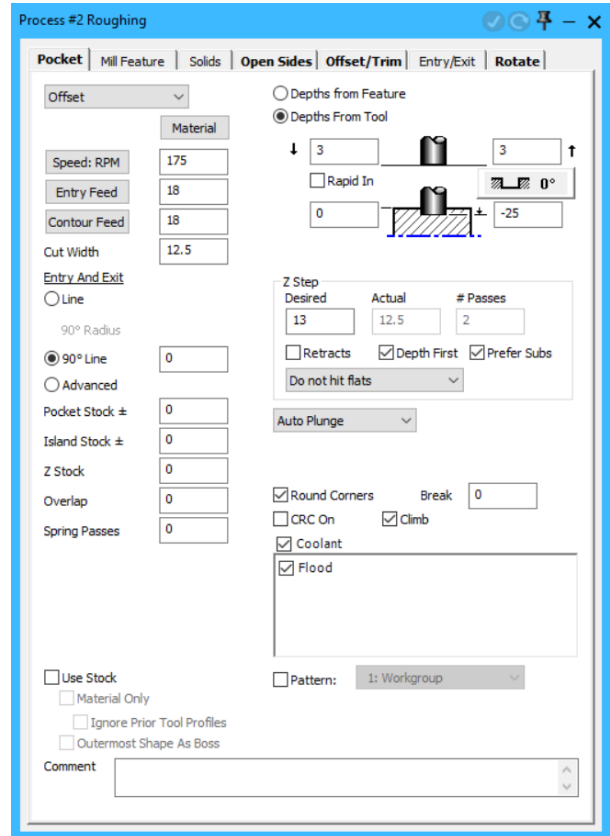 Process #2 Roughing
Pocket Mill Feature Solids Open Sides Offset/Trim Entry/Exit Rotate
Offset
Material
Speed: RPM 175
Entry Feed 18
Contour Feed 18
Cut Width 12.5
Entry And Exit
Line
90° Radius
90° Line 0
Advanced
Pocket Stock ± 0
Island Stock ± 0
Z Stock 0
Overlap 0
Spring Passes 0
Use Stock
Material Only
Ignore Prior Tool Profiles
Outermost Shape As Boss
Depths from Feature
Depths From Tool
3 3
Rapid In
0°
0 -25
Z Step
Desired Actual # Passes
13 12.5 2
Retracts Depth First Prefer Subs
Do not hit flats
Auto Plunge
Round Corners Break 0
CRC On Climb
Coolant
Flood
Pattern: 1: Workgroup
Comment